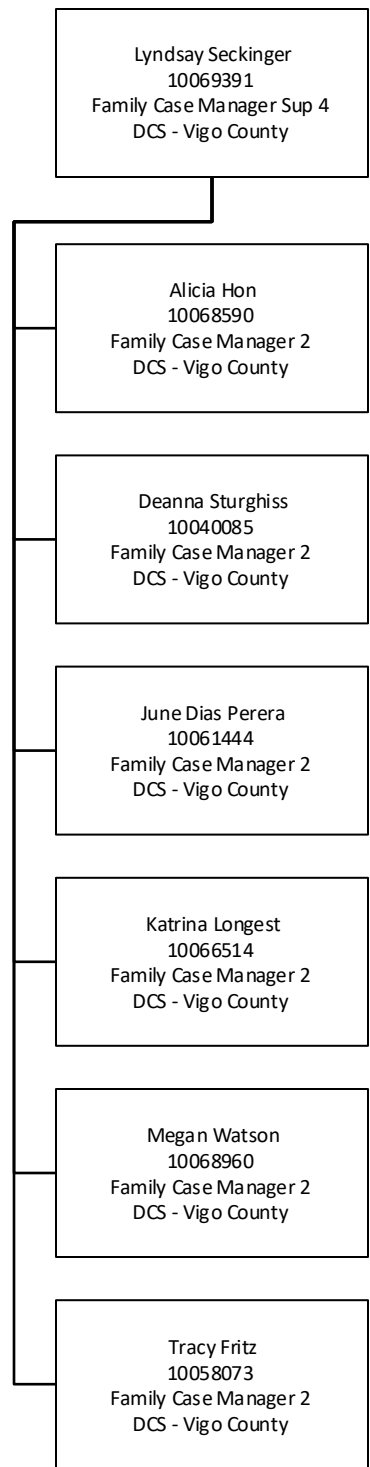 Lyndsay Seckinger
10069391
Family Case Manager Sup 4
DCS - Vigo County
Alicia Hon
10068590
Family Case Manager 2
DCS - Vigo County
Deanna Sturghiss
10040085
Family Case Manager 2
DCS - Vigo County
June Dias Perera
10061444
Family Case Manager 2
DCS - Vigo County
Katrina Longest
10066514
Family Case Manager 2
DCS - Vigo County
Megan Watson
10068960
Family Case Manager 2
DCS - Vigo County
Tracy Fritz
10058073
Family Case Manager 2
DCS - Vigo County